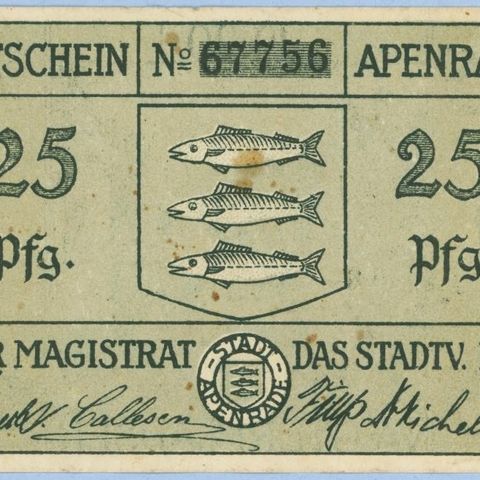 TSCHEIN No 67756 APENRA
25 25
Pfg. Pfg
R MAGISTRAT STADT APENRADE DAS STADTV.
Callesen